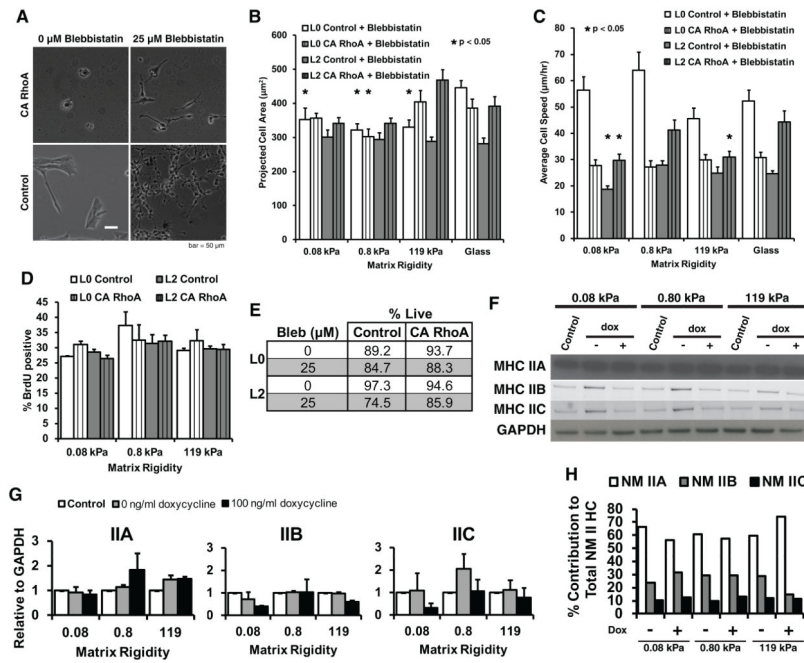 A
0 µM Blebbistatin
25 µM Blebbistatin
CA RhoA
Control
bar = 50 µm
B
L0 Control + Blebbistatin
L0 CA RhoA + Blebbistatin
L2 Control + Blebbistatin
L2 CA RhoA + Blebbistatin
* p < 0.05
Projected Cell Area (µm²)
600
500
400
300
200
100
0
* * * *
0.08 kPa 0.8 kPa 119 kPa Glass
Matrix Rigidity
C
L0 Control + Blebbistatin
L0 CA RhoA + Blebbistatin
L2 Control + Blebbistatin
L2 CA RhoA + Blebbistatin
* p < 0.05
Average Cell Speed (µm/hr)
80
70
60
50
40
30
20
10
0
* * *
0.08 kPa 0.8 kPa 119 kPa Glass
Matrix Rigidity
D
L0 Control L2 Control
L0 CA RhoA L2 CA RhoA
% BrdU positive
50
45
40
35
30
25
20
15
10
5
0
0.08 kPa 0.8 kPa 119 kPa
Matrix Rigidity
E
% Live
Bleb (µM) Control CA RhoA
L0
0 89.2 93.7
25 84.7 88.3
L2
0 97.3 94.6
25 74.5 85.9
F
0.08 kPa 0.80 kPa 119 kPa
Control dox Control dox Control dox
- + - + - +
MHC IIA
MHC IIB
MHC IIC
GAPDH
G
Control 0 ng/ml doxycycline 100 ng/ml doxycycline
Relative to GAPDH
IIA
3
2
1
0
0.08 0.8 119
Matrix Rigidity
IIB
2
1
0
0.08 0.8 119
Matrix Rigidity
IIC
2
1
0
0.08 0.8 119
Matrix Rigidity
H
NM IIA NM IIB NM IIC
% Contribution to
Total NM II HC
80
70
60
50
40
30
20
10
0
Dox - + - + - +
0.08 kPa 0.80 kPa 119 kPa